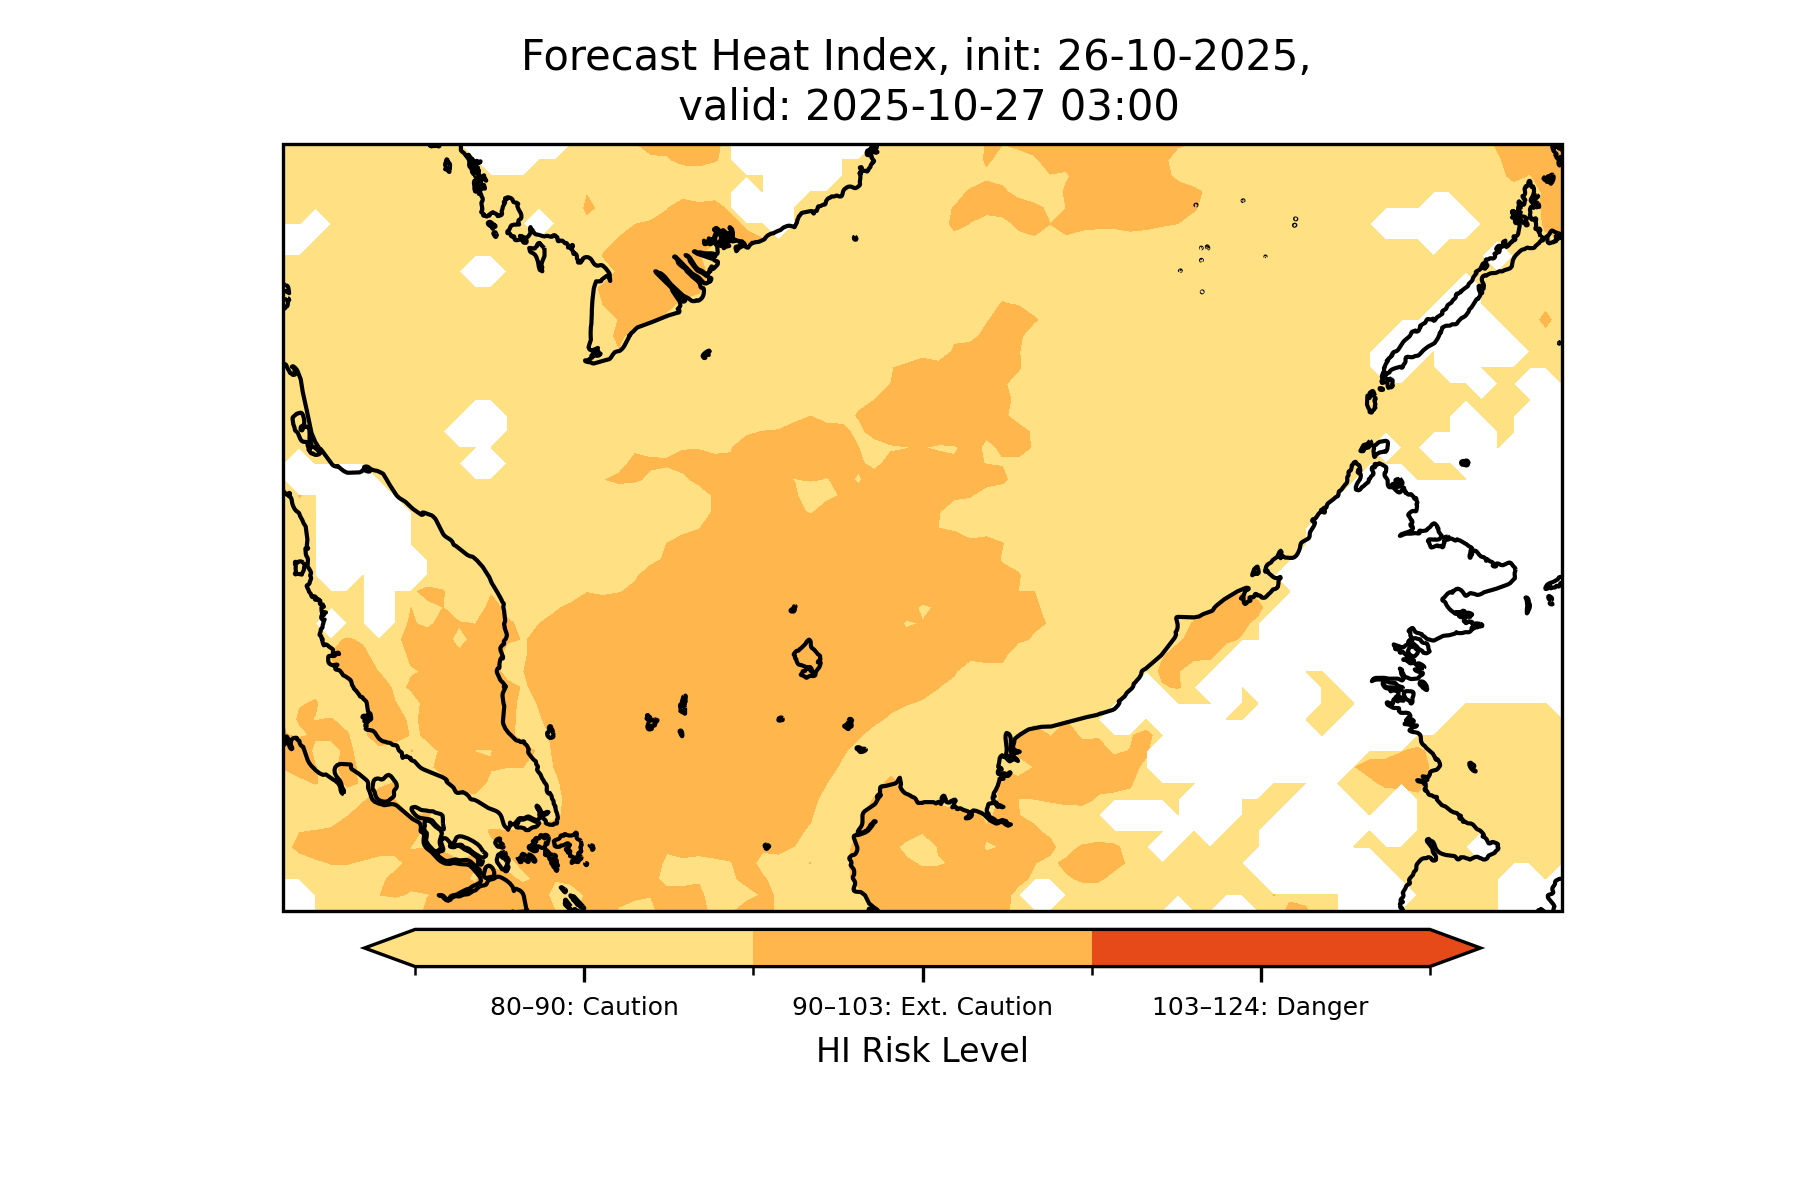 Forecast Heat Index, init: 26-10-2025,
valid: 2025-10-27 03:00
80–90: Caution
90–103: Ext. Caution
103–124: Danger
HI Risk Level